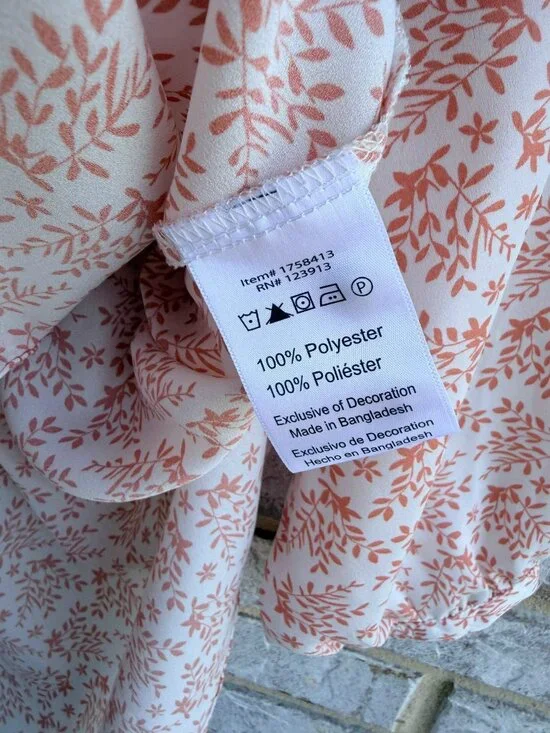 Item# 1758413
RN# 123913
P
100% Polyester
100% Poliéster
Exclusive of Decoration
Made in Bangladesh
Exclusivo de Decoration
Hecho en Bangladesh